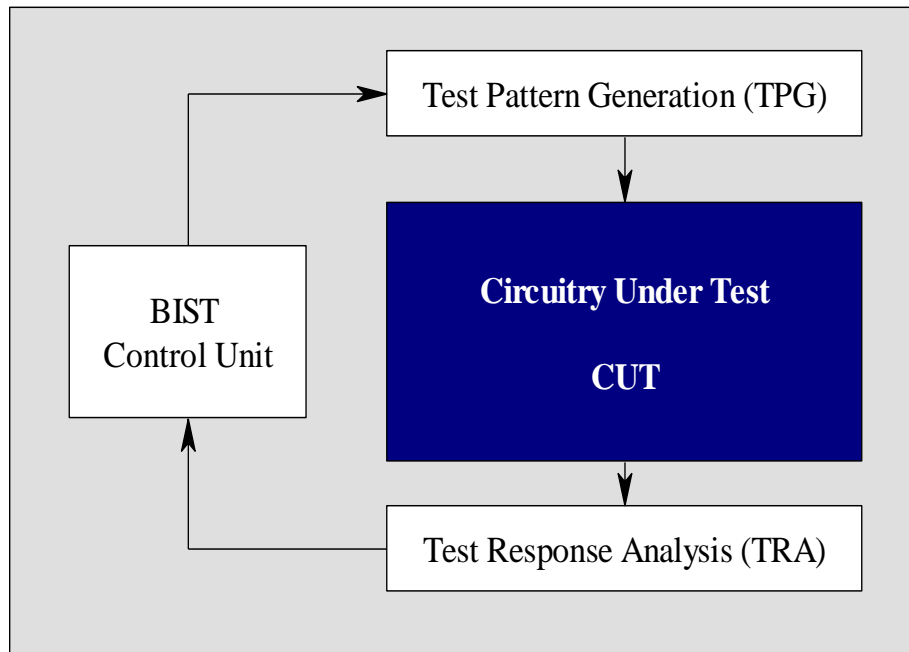 Test Pattern Generation (TPG)
Circuitry Under Test
CUT
BIST
Control Unit
Test Response Analysis (TRA)